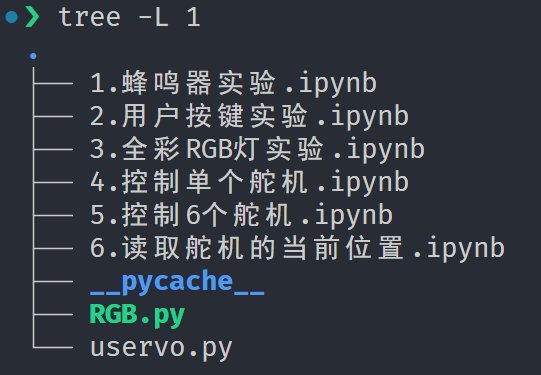 ❯ tree -L 1
.
├── 1.蜂鸣器实验.ipynb
├── 2.用户按键实验.ipynb
├── 3.全彩RGB灯实验.ipynb
├── 4.控制单个舵机.ipynb
├── 5.控制6个舵机.ipynb
├── 6.读取舵机的当前位置.ipynb
├── __pycache__
├── RGB.py
└── uservo.py